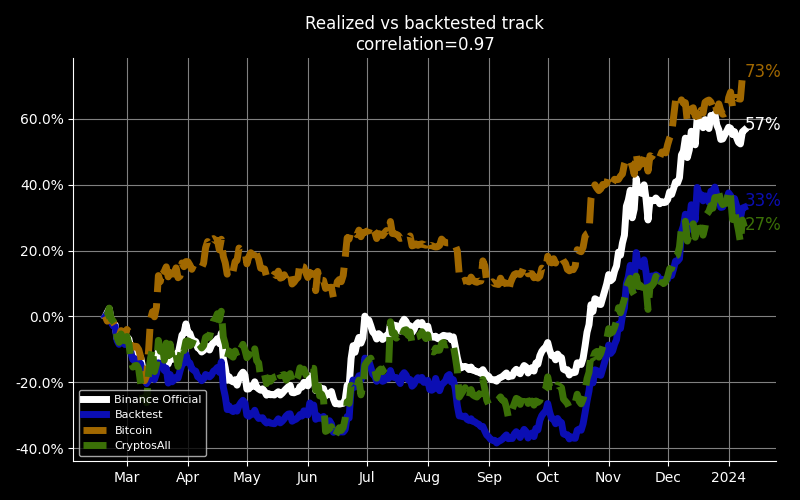 Realized vs backtested track
correlation=0.97
73%
57%
33%
27%
60.0%
40.0%
20.0%
0.0%
-20.0%
-40.0%
Binance Official
Backtest
Bitcoin
CryptosAll
Mar Apr May Jun Jul Aug Sep Oct Nov Dec 2024